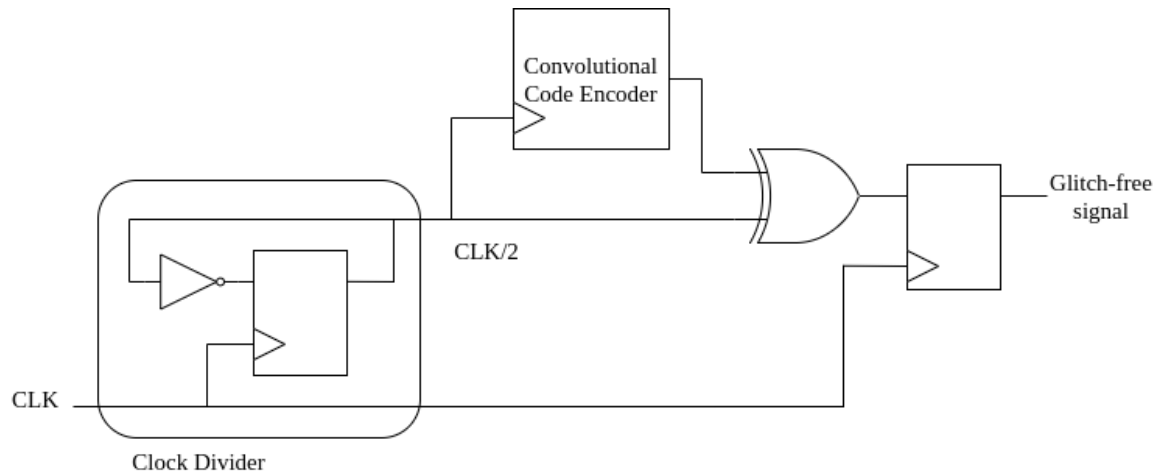 Convolutional
Code Encoder
Glitch-free
signal
CLK/2
CLK
Clock Divider